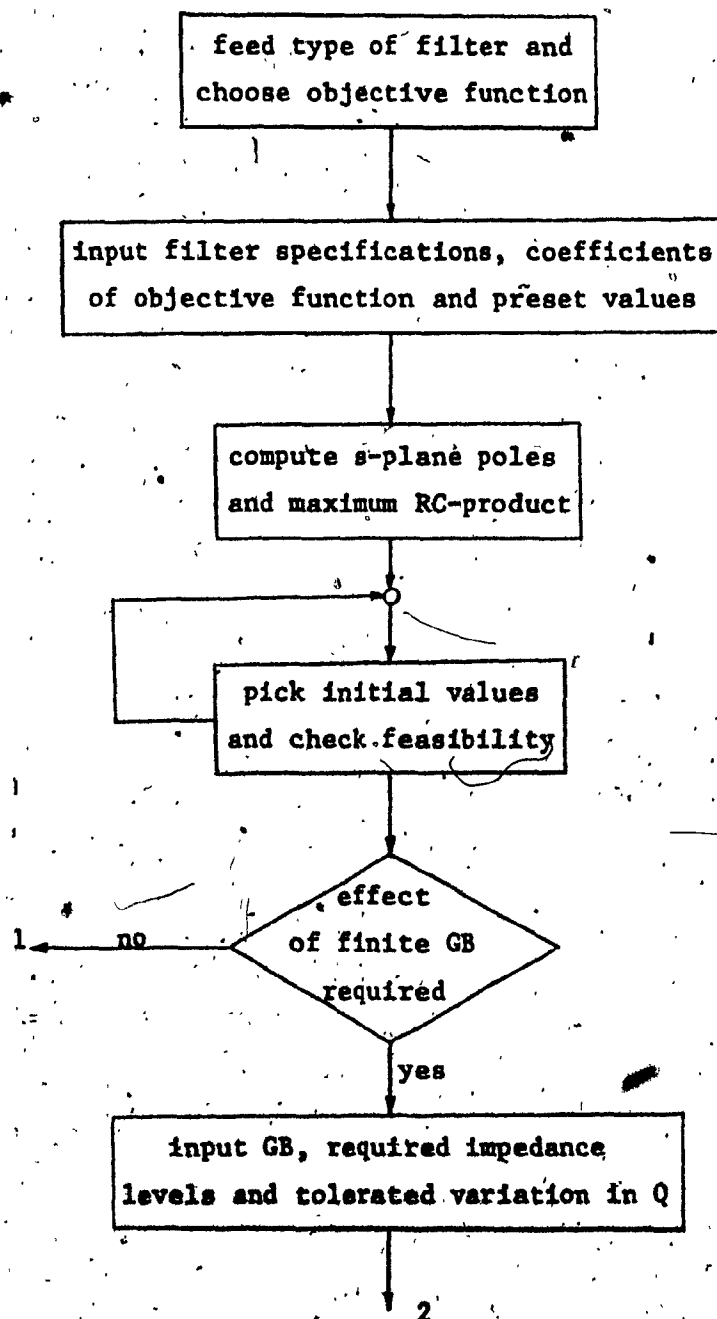 feed type of filter and
choose objective function
input filter specifications, coefficients
of objective function and preset values
compute s-plane poles
and maximum RC-product
pick initial values
and check feasibility
effect
of finite GB
required
1
no
yes
input GB, required impedance
levels and tolerated variation in Q
2